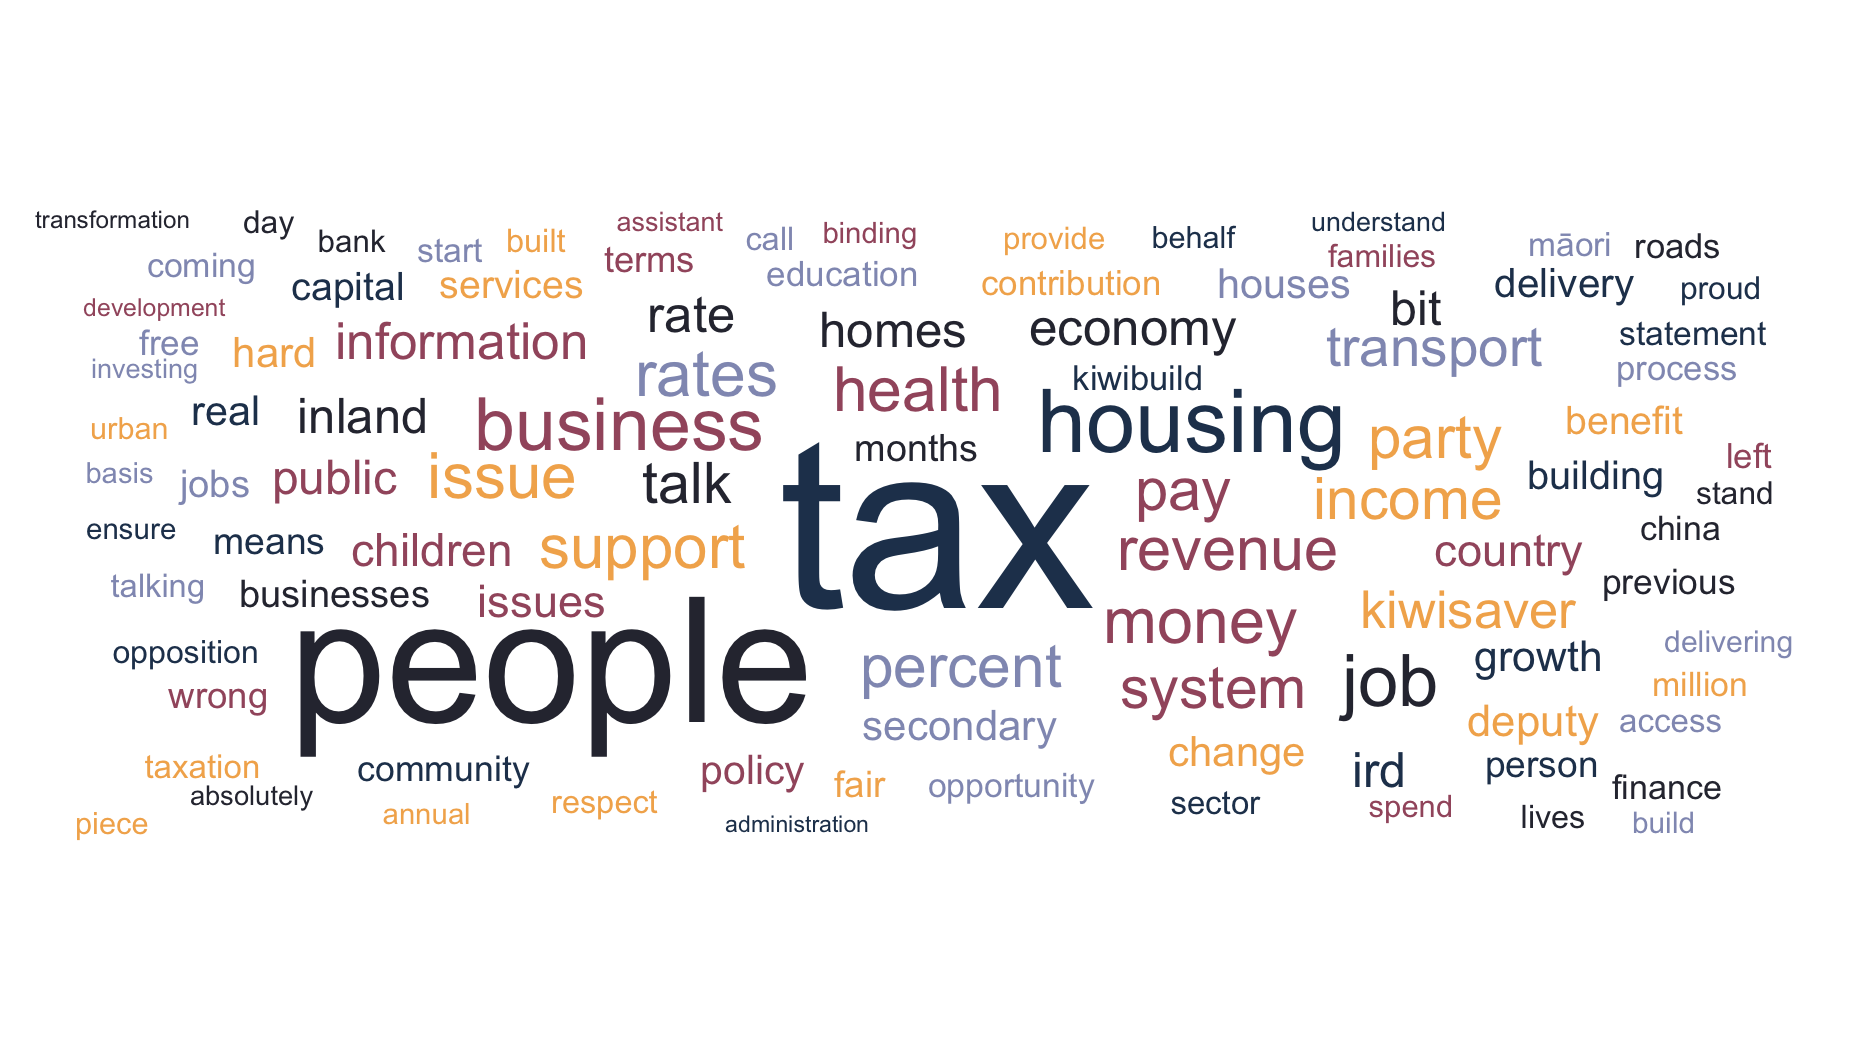 transformation
day
bank
start
built
assistant
call
binding
provide
behalf
understand
māori
roads
coming
capital
services
terms
education
contribution
houses
families
delivery
proud
development
free
hard
information
rate
homes
economy
bit
transport
statement
investing
rates
health
kiwibuild
process
urban
real
inland
business
months
housing
party
benefit
basis
jobs
public
issue
talk
tax
pay
income
building
left
stand
ensure
means
children
support
revenue
country
china
talking
businesses
issues
money
kiwisaver
previous
opposition
wrong
people
percent
system
job
growth
delivering
million
secondary
change
deputy
access
taxation
community
policy
fair
opportunity
ird
person
finance
absolutely
piece
annual
respect
administration
sector
spend
lives
build